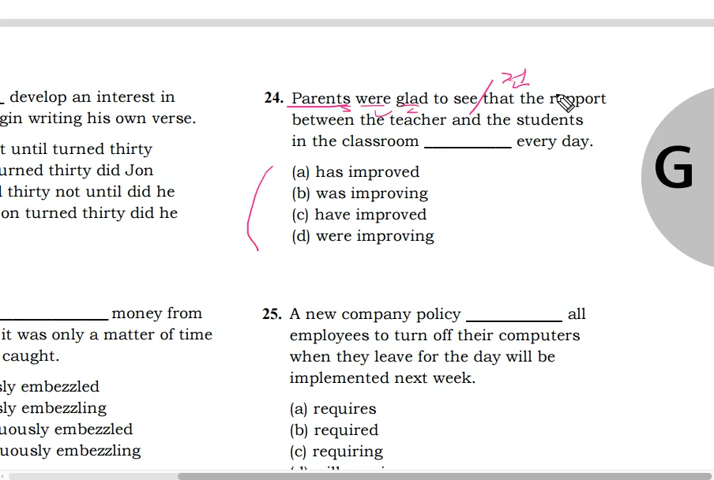 _ develop an interest in
gin writing his own verse.
t until turned thirty
urned thirty did Jon
l thirty not until did he
on turned thirty did he
____________ money from
it was only a matter of time
caught.
sly embezzled
sly embezzling
uously embezzled
uously embezzling
전
24. Parents were glad to see that the rapport
between the teacher and the students
in the classroom __________ every day.
(a) has improved
(b) was improving
(c) have improved
(d) were improving
25. A new company policy ___________ all
employees to turn off their computers
when they leave for the day will be
implemented next week.
(a) requires
(b) required
(c) requiring
G